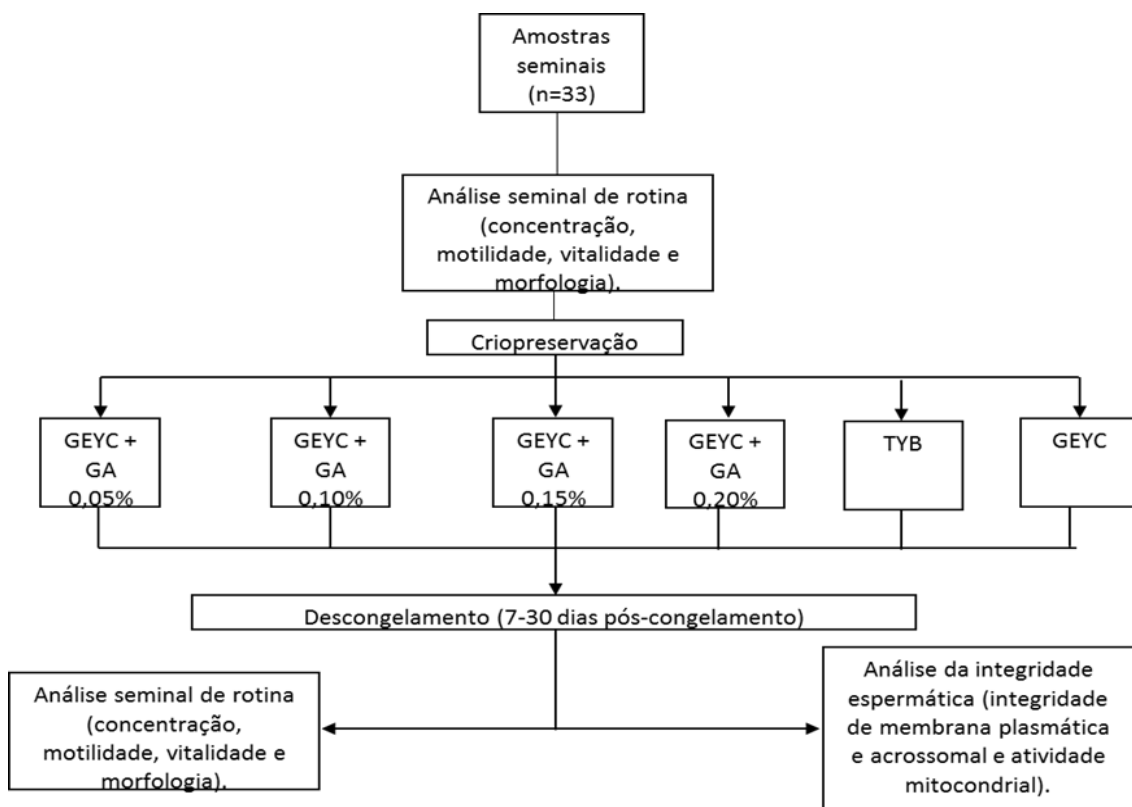 Amostras
seminais
(n=33)
Análise seminal de rotina
(concentração,
motilidade, vitalidade e
morfologia).
Criopreservação
GEYC +
GA
0,05%
GEYC +
GA
0,10%
GEYC +
GA
0,15%
GEYC +
GA
0,20%
TYB
GEYC
Descongelamento (7-30 dias pós-congelamento)
Análise seminal de rotina
(concentração,
motilidade, vitalidade e
morfologia).
Análise da integridade
espermática (integridade
de membrana plasmática
e acrossomal e atividade
mitocondrial).